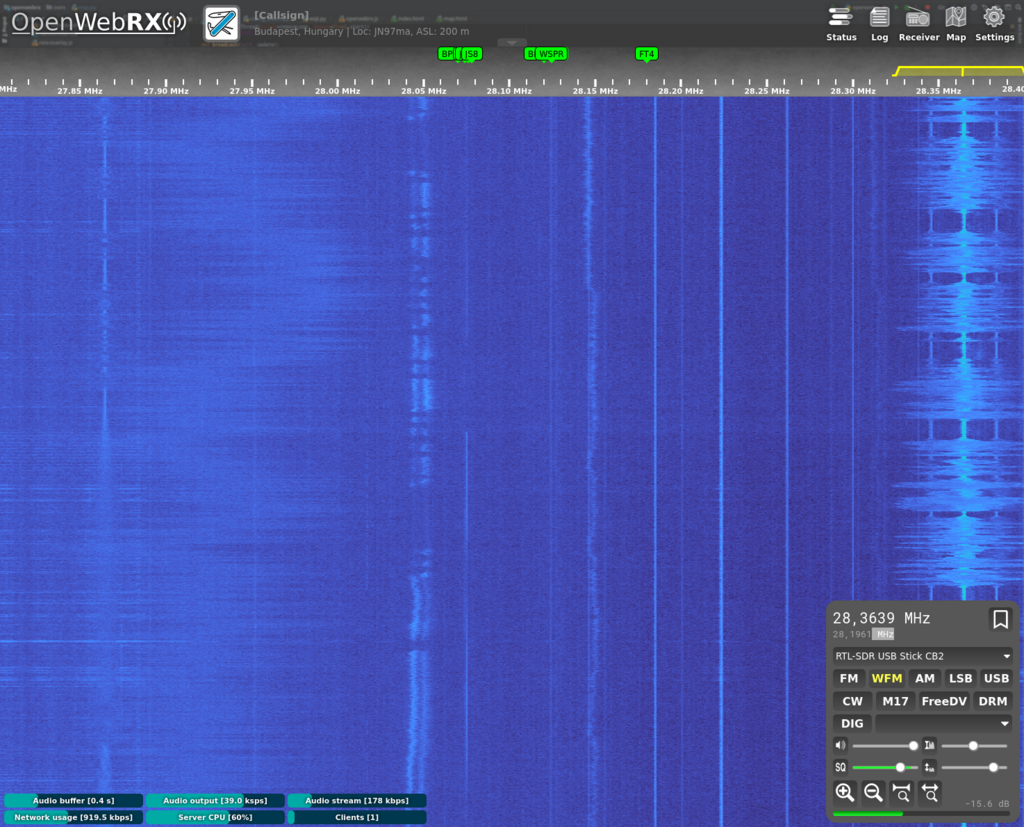 OpenWebRX
[Callsign]
Budapest, Hungary | Loc: JN97ma, ASL: 200 m
Status Log Receiver Map Settings
BP JS8 WSPR FT4
MHz 27.85 MHz 27.90 MHz 27.95 MHz 28.00 MHz 28.05 MHz 28.10 MHz 28.15 MHz 28.20 MHz 28.25 MHz 28.30 MHz 28.35 MHz 28.40
28,3639 MHz
28,1961 MHz
RTL-SDR USB Stick CB2
FM WFM AM LSB USB
CW M17 FreeDV DRM
DIG
SQ
-15.6 dB
Audio buffer [0.4 s] Audio output [39.0 ksps] Audio stream [178 kbps]
Network usage [919.5 kbps] Server CPU [60%] Clients [1]